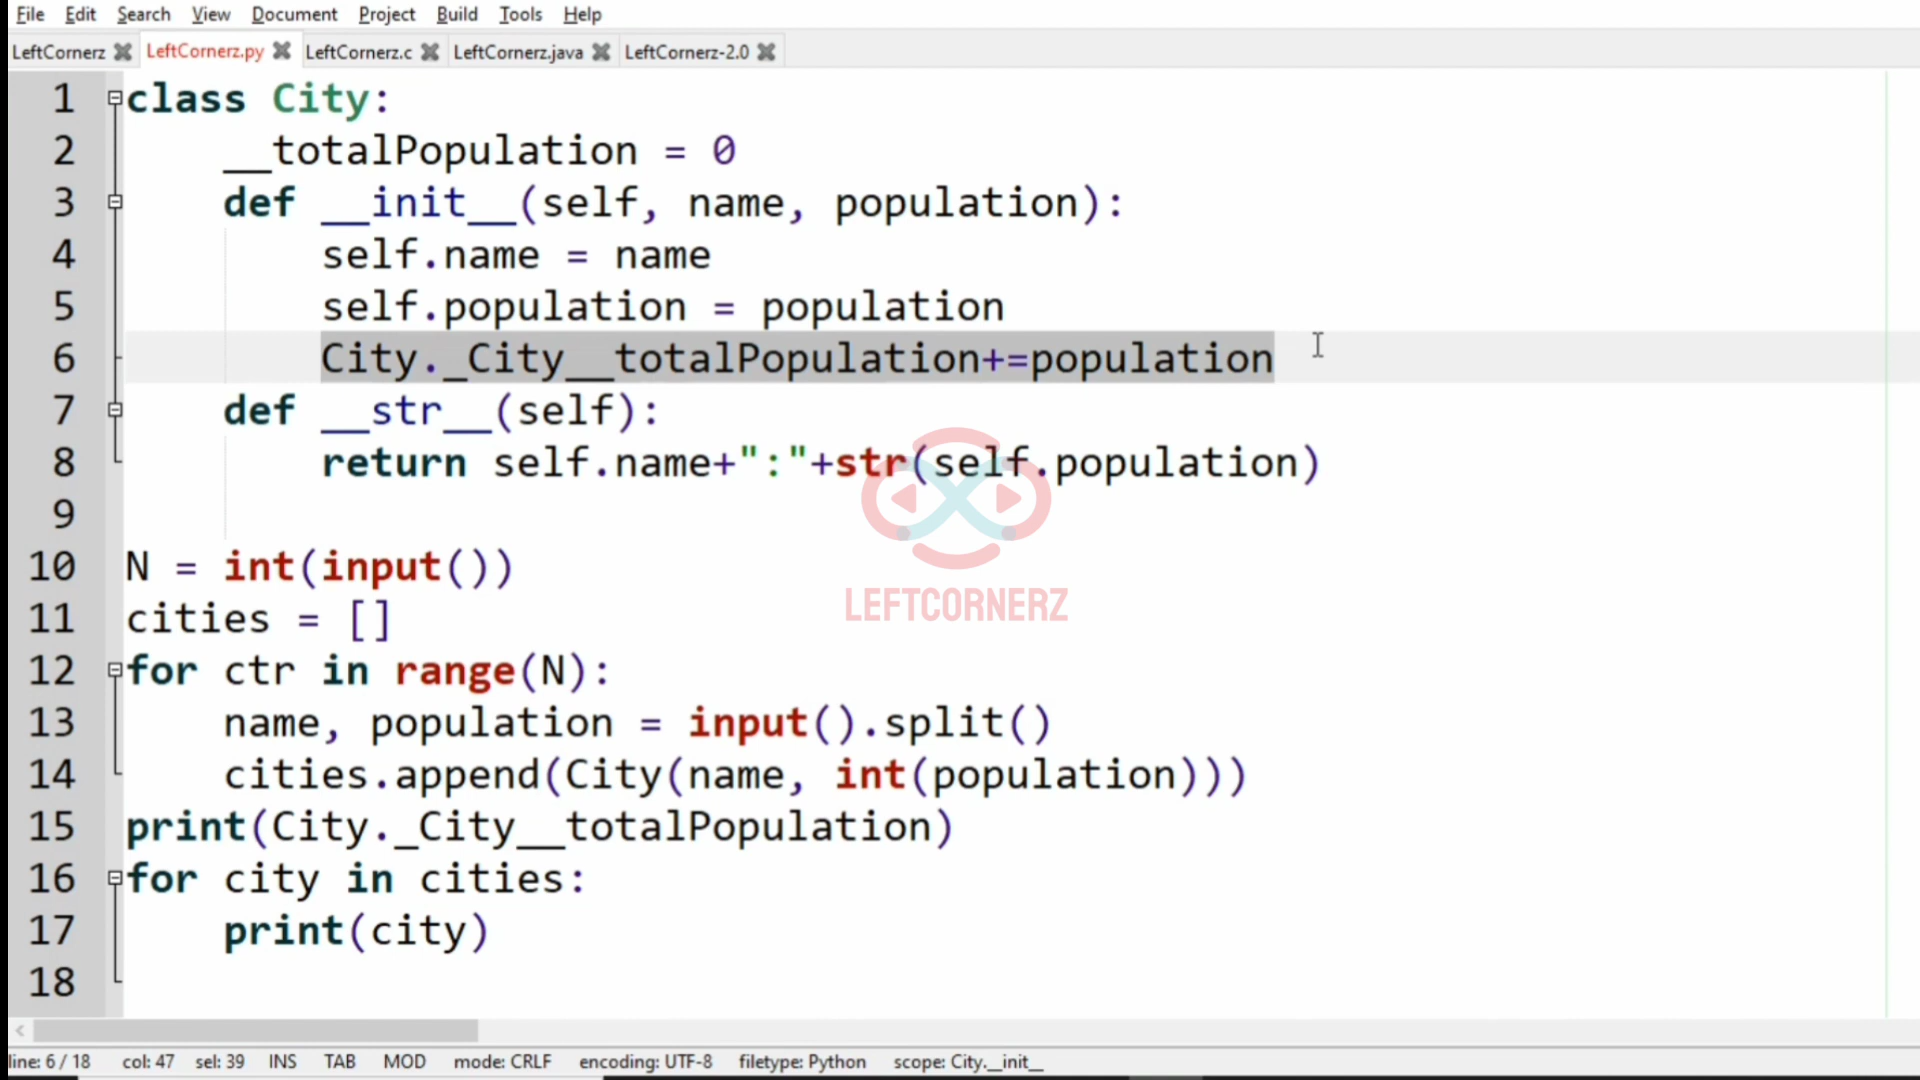 File Edit Search View Document Project Build Tools Help
LeftCornerz LeftCornerz.py LeftCornerz.c LeftCornerz.java LeftCornerz-2.0
1 class City:
2     __totalPopulation = 0
3     def __init__(self, name, population):
4         self.name = name
5         self.population = population
6         City._City__totalPopulation+=population
7     def __str__(self):
8         return self.name+":"+str(self.population)
9
10 N = int(input())
11 cities = []
12 for ctr in range(N):
13     name, population = input().split()
14     cities.append(City(name, int(population)))
15 print(City._City__totalPopulation)
16 for city in cities:
17     print(city)
18
LEFTCORNERZ
line: 6 / 18 col: 47 sel: 39 INS TAB MOD mode: CRLF encoding: UTF-8 filetype: Python scope: City.__init__